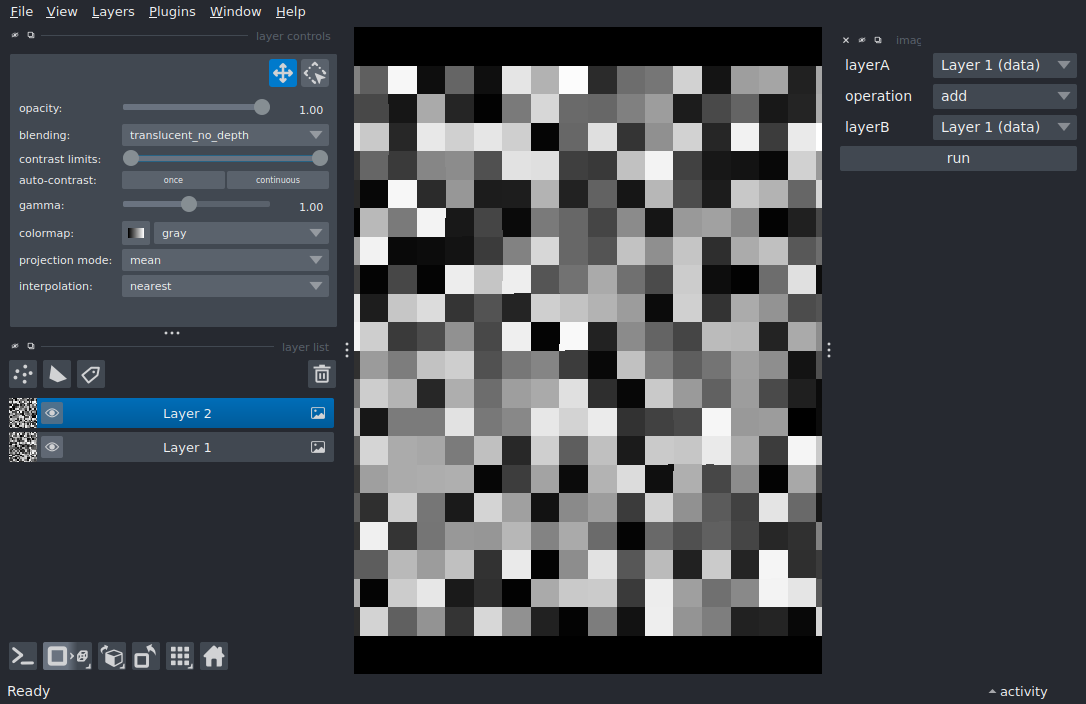 File View Layers Plugins Window Help
layer controls
opacity: 1.00
blending: translucent_no_depth
contrast limits:
auto-contrast: once continuous
gamma: 1.00
colormap: gray
projection mode: mean
interpolation: nearest
layer list
Layer 2
Layer 1
imag
layerA Layer 1 (data)
operation add
layerB Layer 1 (data)
run
Ready
activity